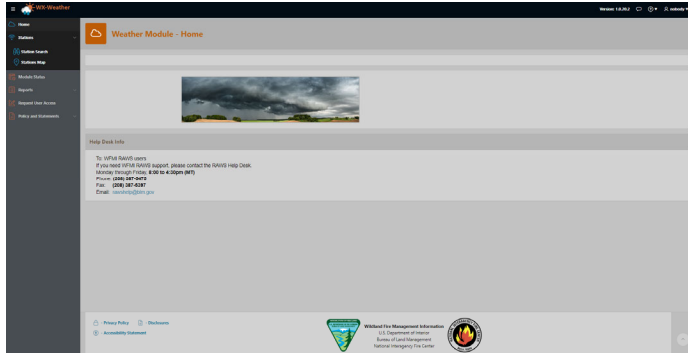 WX-Weather
Version: 1.0.20.2
nobody
Home
Stations
Station Search
Stations Map
Module Status
Reports
Request User Access
Policy and Statements
Weather Module - Home
Help Desk Info
To: WFMI RAWS users
If you need WFMI RAWS support, please contact the RAWS Help Desk.
Monday through Friday, 8:00 to 4:30pm (MT)
Phone: (208) 387-5475
Fax: (208) 387-6387
Email: rawshelp@blm.gov
Privacy Policy
Disclosures
Accessibility Statement
Wildland Fire Management Information
U.S. Department of Interior
Bureau of Land Management
National Interagency Fire Center